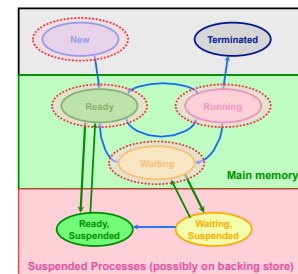 New
Terminated
Ready
Running
Waiting
Main memory
Ready,
Suspended
Waiting,
Suspended
Suspended Processes (possibly on backing store)